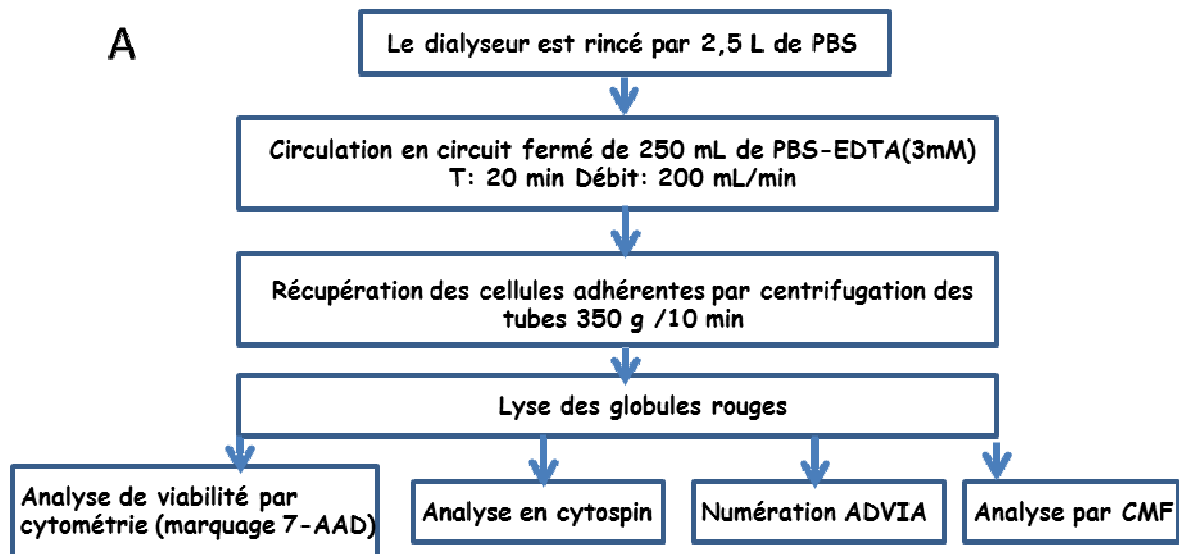 A
Le dialyseur est rincé par 2,5 L de PBS
Circulation en circuit fermé de 250 mL de PBS-EDTA(3mM)
T: 20 min Débit: 200 mL/min
Récupération des cellules adhérentes par centrifugation des
tubes 350 g /10 min
Lyse des globules rouges
Analyse de viabilité par
cytométrie (marquage 7-AAD)
Analyse en cytospin
Numération ADVIA
Analyse par CMF